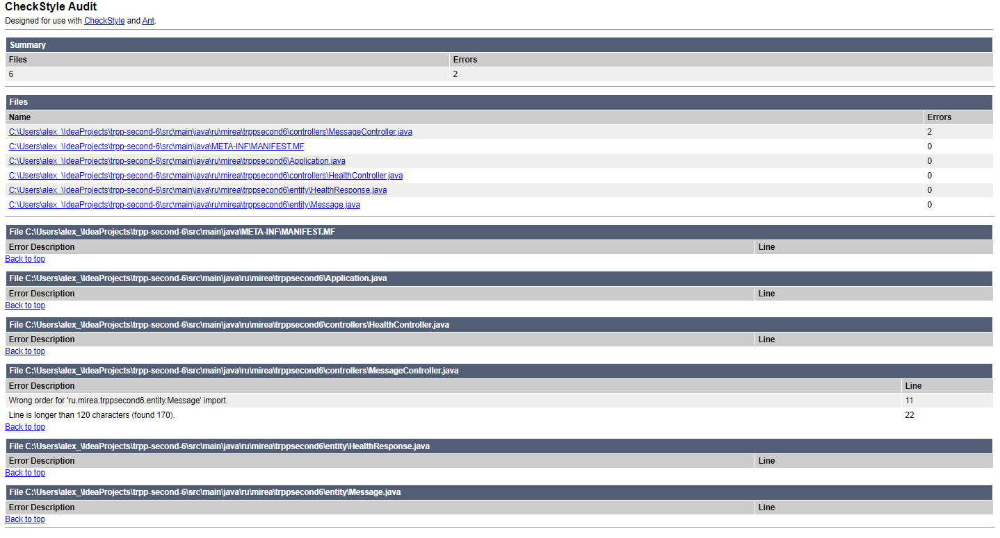 CheckStyle Audit
Designed for use with CheckStyle and Ant.
Summary
Files Errors
6 2
Files
Name Errors
C:\Users\alex_\IdeaProjects\trpp-second-6\src\main\java\ru\mirea\trppsecond6\controllers\MessageController.java 2
C:\Users\alex_\IdeaProjects\trpp-second-6\src\main\java\META-INF\MANIFEST.MF 0
C:\Users\alex_\IdeaProjects\trpp-second-6\src\main\java\ru\mirea\trppsecond6\Application.java 0
C:\Users\alex_\IdeaProjects\trpp-second-6\src\main\java\ru\mirea\trppsecond6\controllers\HealthController.java 0
C:\Users\alex_\IdeaProjects\trpp-second-6\src\main\java\ru\mirea\trppsecond6\entity\HealthResponse.java 0
C:\Users\alex_\IdeaProjects\trpp-second-6\src\main\java\ru\mirea\trppsecond6\entity\Message.java 0
File C:\Users\alex_\IdeaProjects\trpp-second-6\src\main\java\META-INF\MANIFEST.MF
Error Description Line
Back to top
File C:\Users\alex_\IdeaProjects\trpp-second-6\src\main\java\ru\mirea\trppsecond6\Application.java
Error Description Line
Back to top
File C:\Users\alex_\IdeaProjects\trpp-second-6\src\main\java\ru\mirea\trppsecond6\controllers\HealthController.java
Error Description Line
Back to top
File C:\Users\alex_\IdeaProjects\trpp-second-6\src\main\java\ru\mirea\trppsecond6\controllers\MessageController.java
Error Description Line
Wrong order for 'ru.mirea.trppsecond6.entity.Message' import. 11
Line is longer than 120 characters (found 170). 22
Back to top
File C:\Users\alex_\IdeaProjects\trpp-second-6\src\main\java\ru\mirea\trppsecond6\entity\HealthResponse.java
Error Description Line
Back to top
File C:\Users\alex_\IdeaProjects\trpp-second-6\src\main\java\ru\mirea\trppsecond6\entity\Message.java
Error Description Line
Back to top